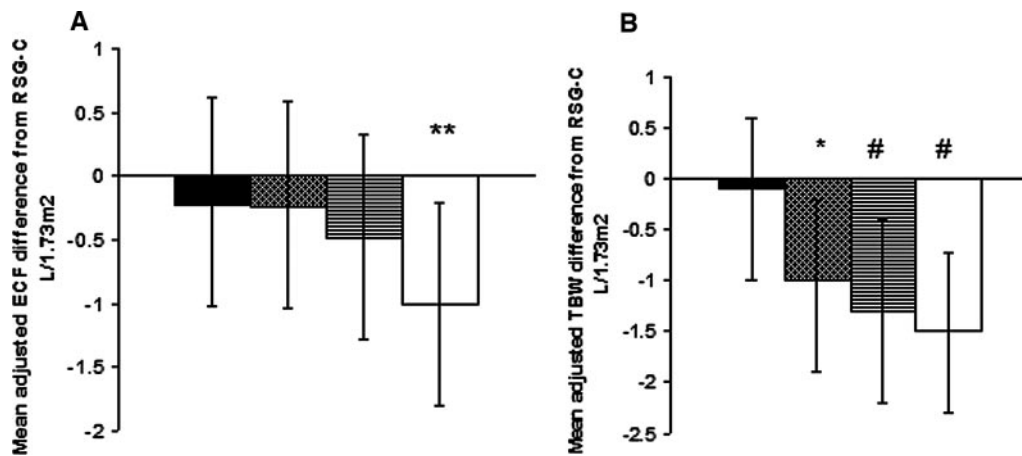 A
Mean adjusted ECF difference from RSG-C
L/1.73m2
1
0.5
0
-0.5
-1
-1.5
-2
**
B
Mean adjusted TBW difference from RSG-C
L/1.73m2
1
0.5
0
-0.5
-1
-1.5
-2
-2.5
* # #